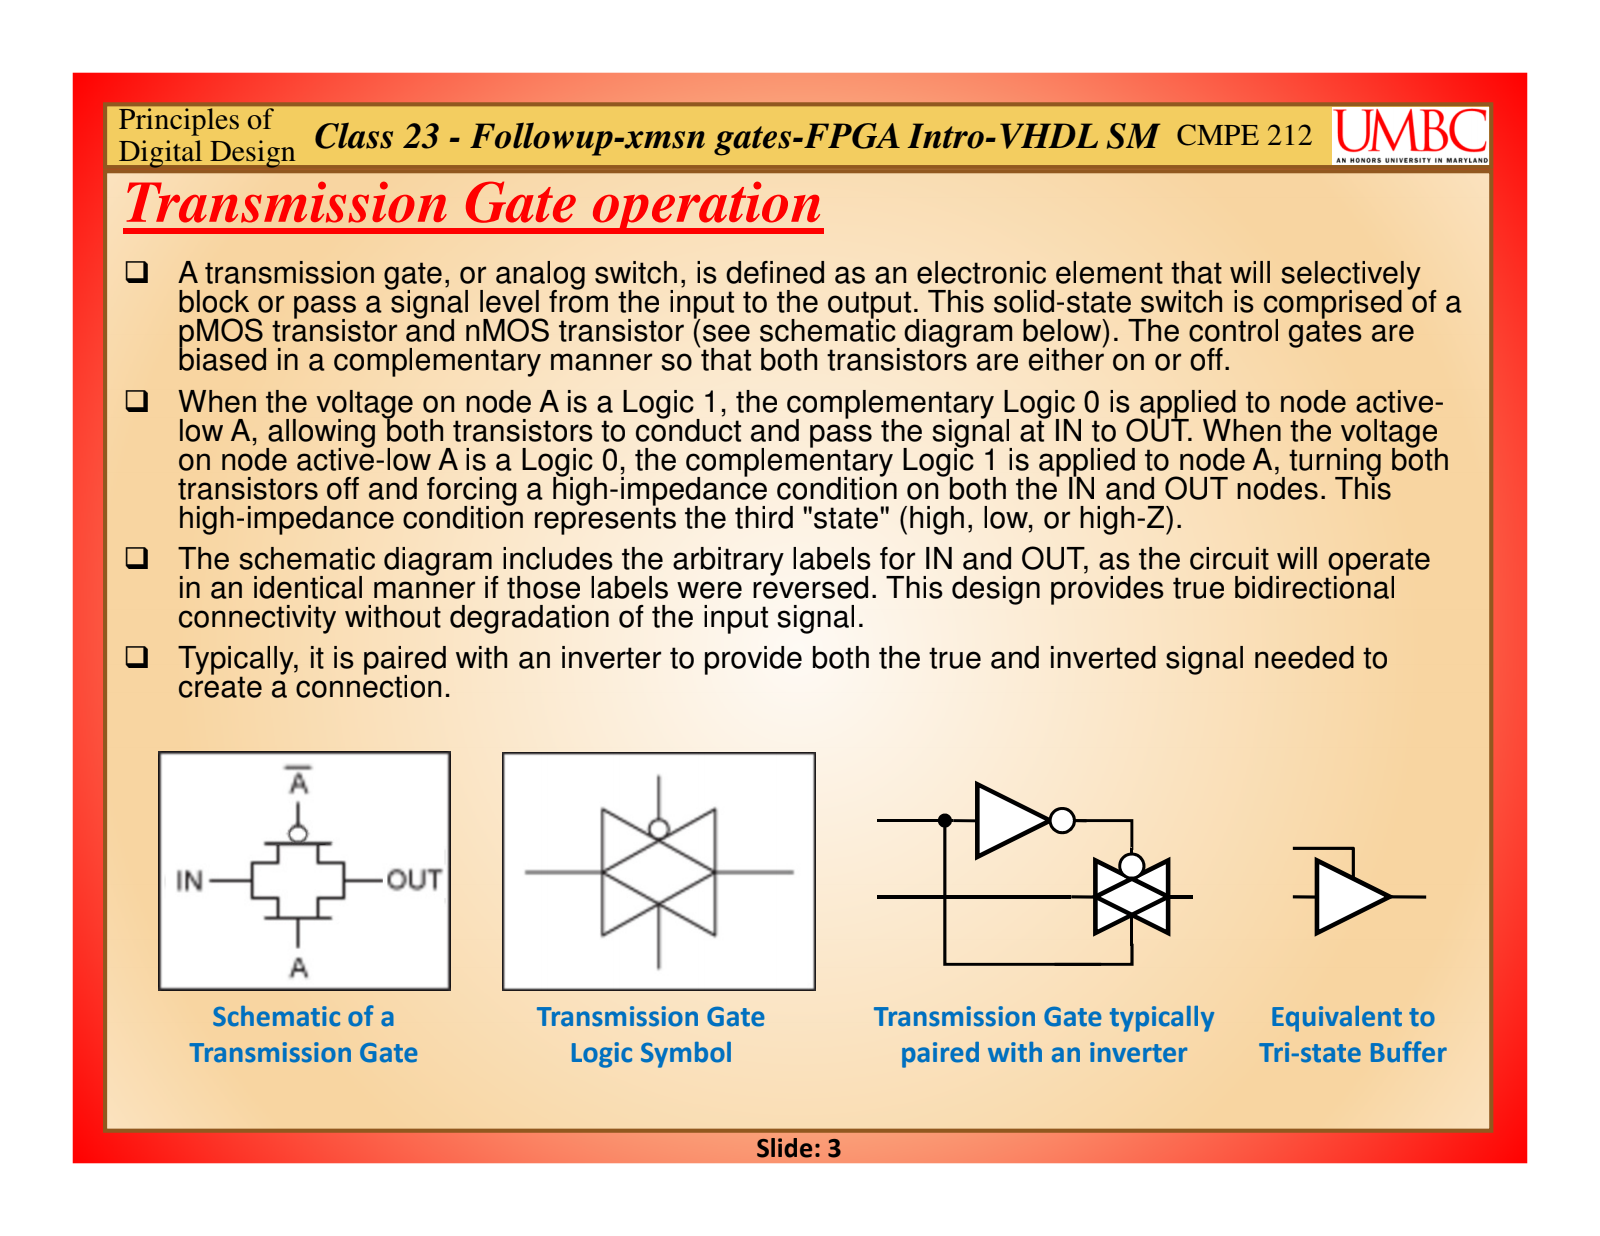 Principles of
Digital Design
Class 23 - Followup-xmsn gates-FPGA Intro-VHDL SM
CMPE 212
UMBC
AN HONORS UNIVERSITY IN MARYLAND
Transmission Gate operation
❑ A transmission gate, or analog switch, is defined as an electronic element that will selectively
block or pass a signal level from the input to the output. This solid-state switch is comprised of a
pMOS transistor and nMOS transistor (see schematic diagram below). The control gates are
biased in a complementary manner so that both transistors are either on or off.
❑ When the voltage on node A is a Logic 1, the complementary Logic 0 is applied to node active-
low A, allowing both transistors to conduct and pass the signal at IN to OUT. When the voltage
on node active-low A is a Logic 0, the complementary Logic 1 is applied to node A, turning both
transistors off and forcing a high-impedance condition on both the IN and OUT nodes. This
high-impedance condition represents the third "state" (high, low, or high-Z).
❑ The schematic diagram includes the arbitrary labels for IN and OUT, as the circuit will operate
in an identical manner if those labels were reversed. This design provides true bidirectional
connectivity without degradation of the input signal.
❑ Typically, it is paired with an inverter to provide both the true and inverted signal needed to
create a connection.
A̅
IN
OUT
A
Schematic of a
Transmission Gate
Transmission Gate
Logic Symbol
Transmission Gate typically
paired with an inverter
Equivalent to
Tri-state Buffer
Slide: 3